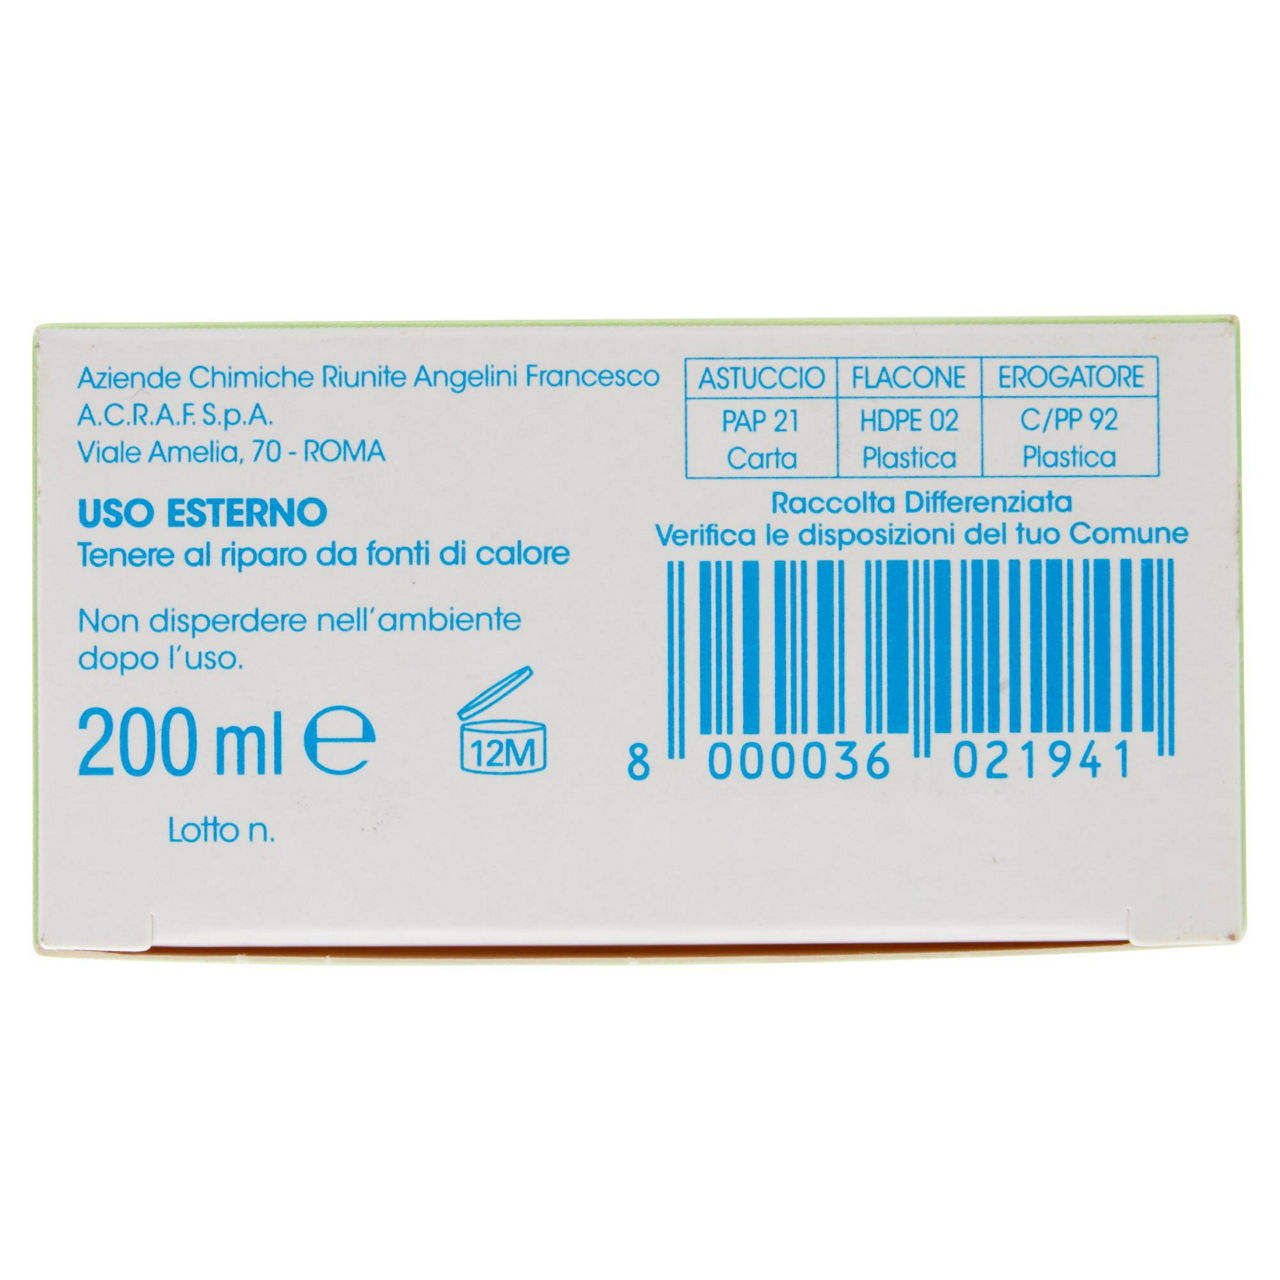 Aziende Chimiche Riunite Angelini Francesco
A.C.R.A.F. S.p.A.
Viale Amelia, 70 - ROMA
USO ESTERNO
Tenere al riparo da fonti di calore
Non disperdere nell'ambiente
dopo l'uso.
200 ml ℮
12M
Lotto n.
ASTUCCIO FLACONE EROGATORE
PAP 21 HDPE 02 C/PP 92
Carta Plastica Plastica
Raccolta Differenziata
Verifica le disposizioni del tuo Comune
8 000036 021941